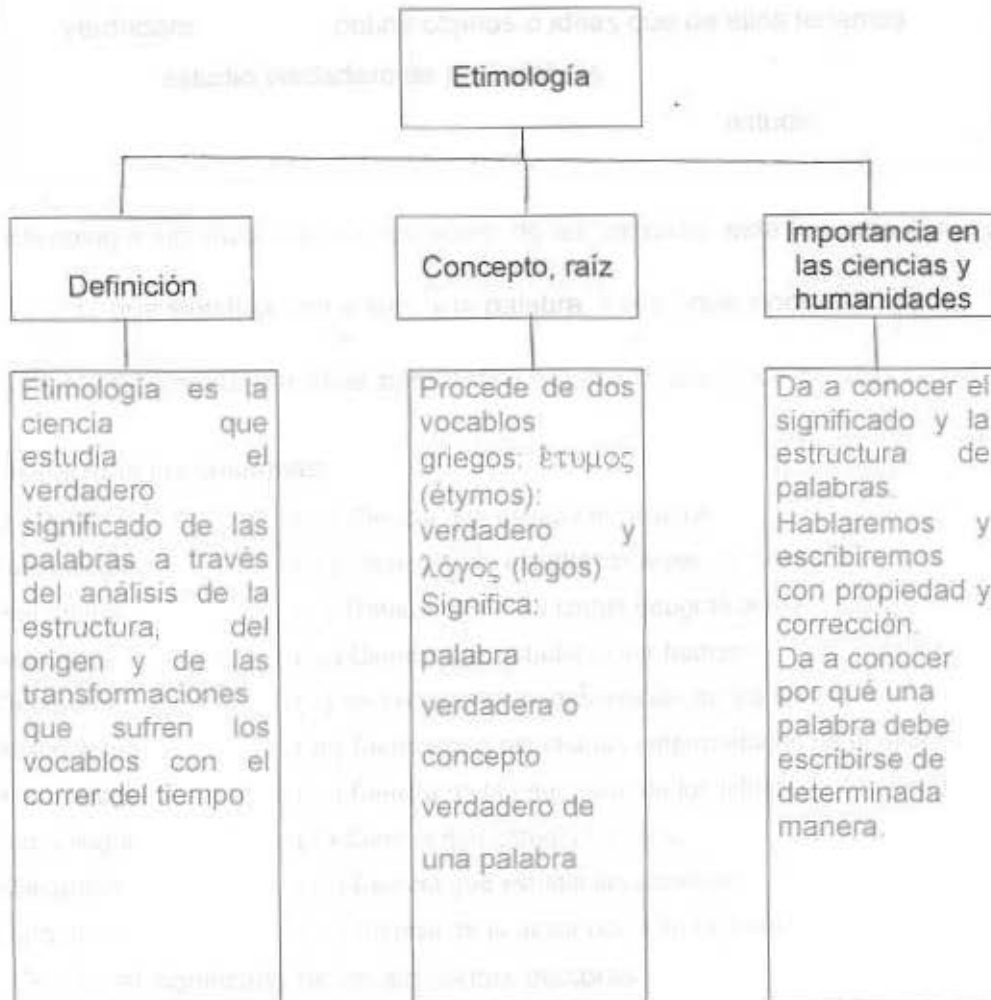 Etimología
Definición
Concepto, raíz
Importancia en
las ciencias y
humanidades
Etimología es la
ciencia que
estudia el
verdadero
significado de las
palabras a través
del análisis de la
estructura, del
origen y de las
transformaciones
que sufren los
vocablos con el
correr del tiempo
Procede de dos
vocablos
griegos: ἔτυμος
(étymos):
verdadero y
λόγος (lógos)
Significa:
palabra
verdadera o
concepto
verdadero de
una palabra
Da a conocer el
significado y la
estructura de
palabras.
Hablaremos y
escribiremos
con propiedad y
corrección.
Da a conocer
por qué una
palabra debe
escribirse de
determinada
manera.